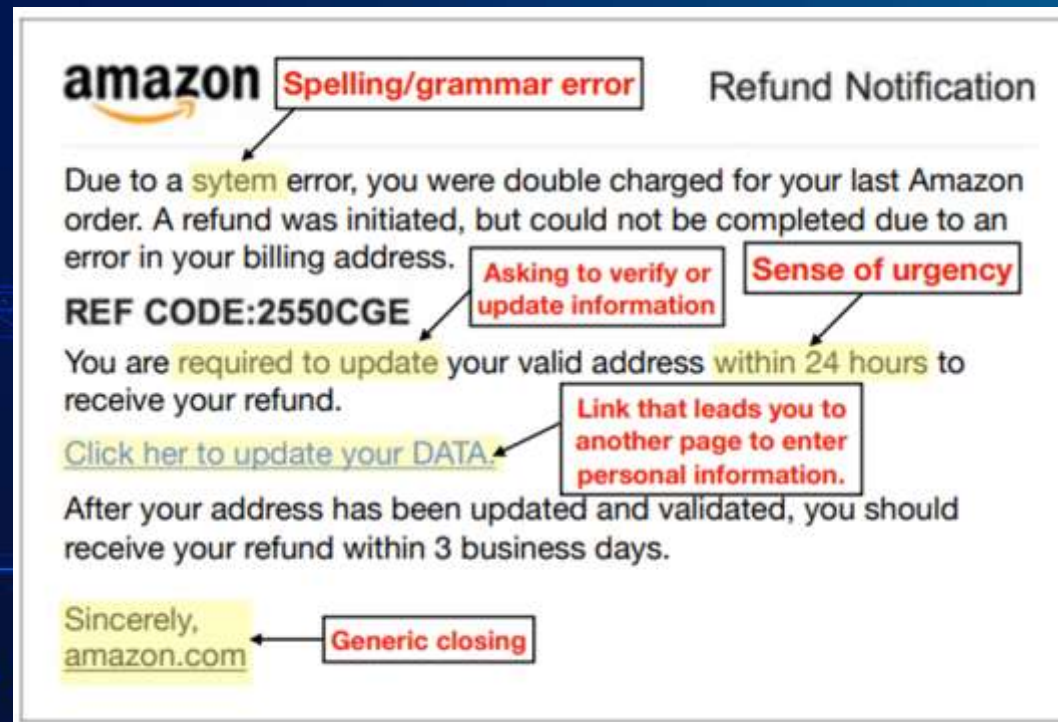 amazon
Spelling/grammar error
Refund Notification
Due to a sytem error, you were double charged for your last Amazon
order. A refund was initiated, but could not be completed due to an
error in your billing address.
Asking to verify or
update information
Sense of urgency
REF CODE:2550CGE
You are required to update your valid address within 24 hours to
receive your refund.
Link that leads you to
another page to enter
personal information.
Click her to update your DATA.
After your address has been updated and validated, you should
receive your refund within 3 business days.
Sincerely,
amazon.com
Generic closing